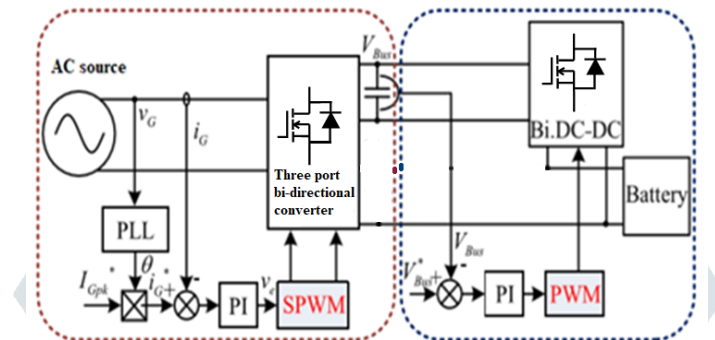 AC source
v_G
i_G
V_Bus
Three port
bi-directional
converter
Bi.DC-DC
Battery
PLL
θ
I_Gpk*
i_G*
+
-
PI
v_c
SPWM
V_Bus
V_Bus*
+
-
PI
PWM